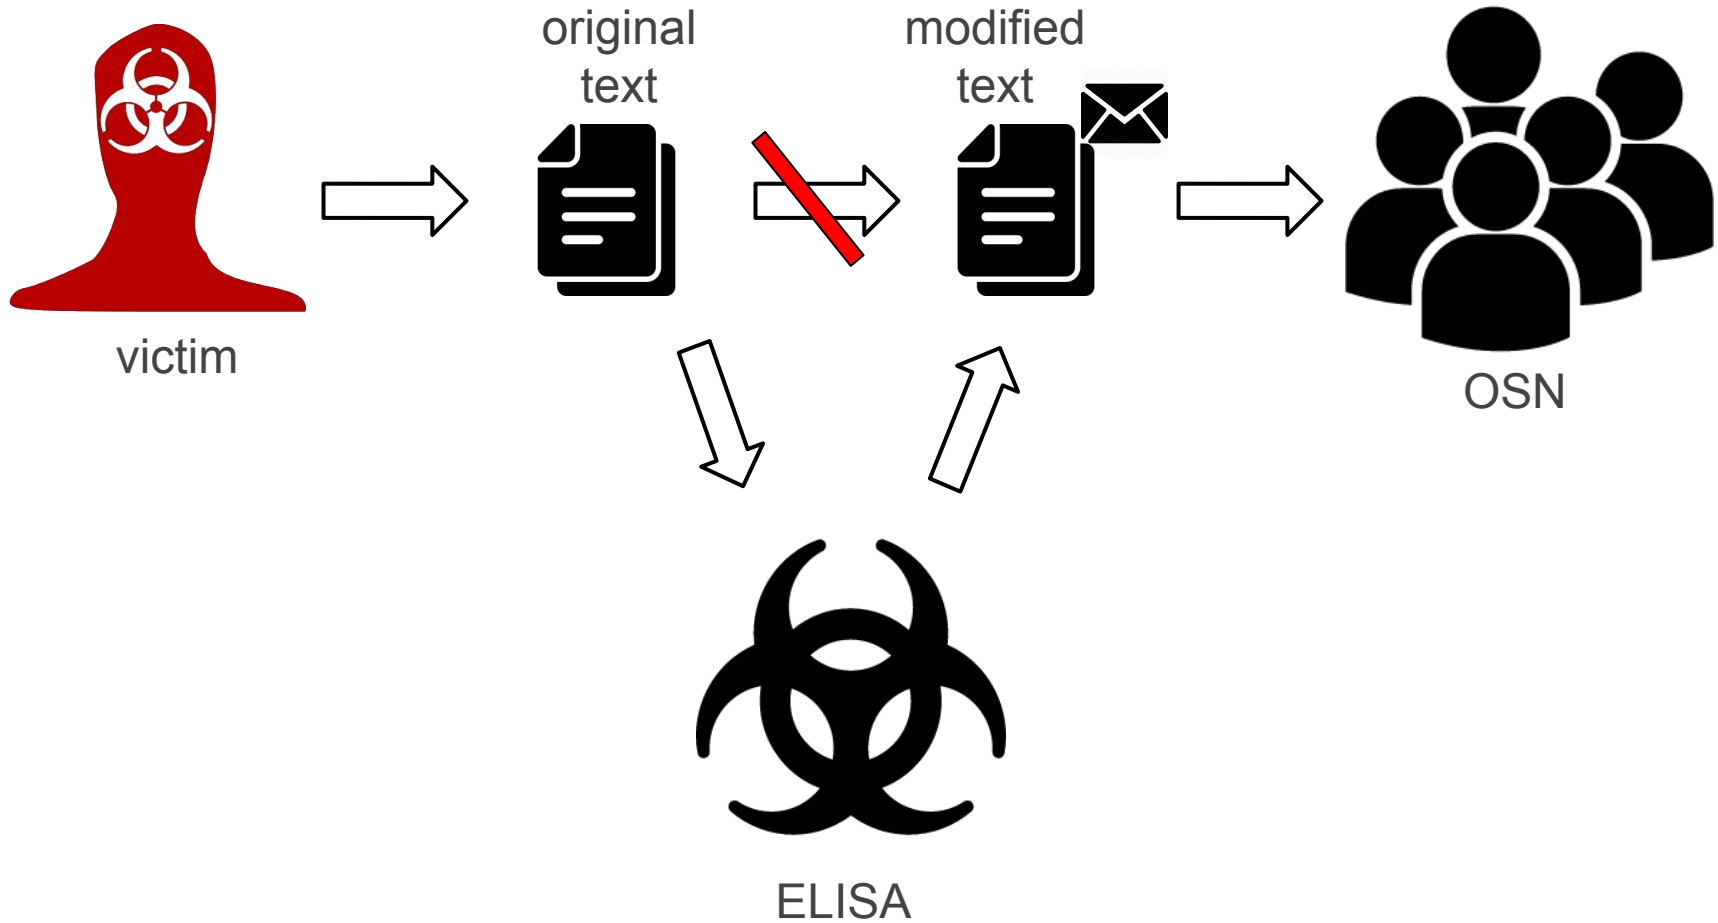 original
text
modified
text
victim
OSN
ELISA